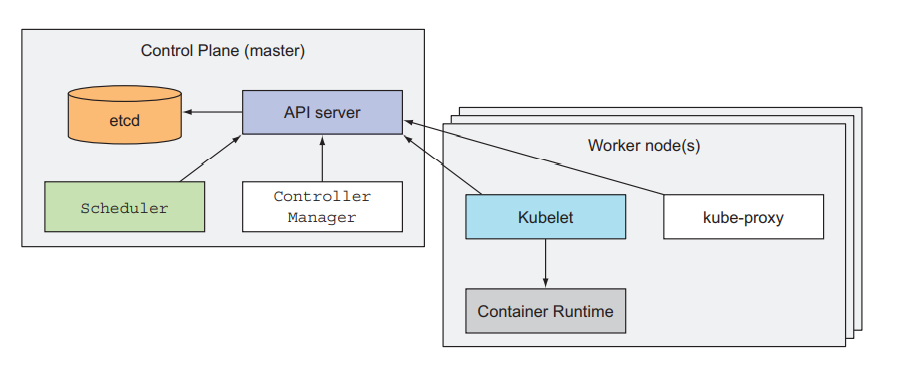 Control Plane (master)
etcd
API server
Scheduler
Controller
Manager
Worker node(s)
Kubelet
kube-proxy
Container Runtime